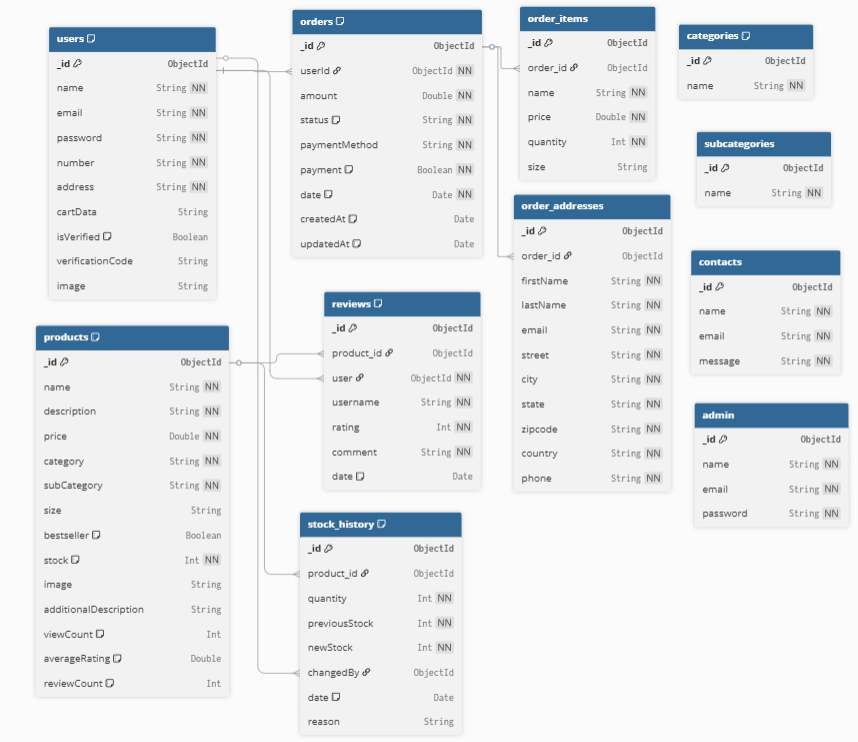 users
_id ObjectId
name String NN
email String NN
password String NN
number String NN
address String NN
cartData String
isVerified Boolean
verificationCode String
image String
orders
_id ObjectId
userId ObjectId NN
amount Double NN
status String NN
paymentMethod String NN
payment Boolean NN
date Date NN
createdAt Date
updatedAt Date
order_items
_id ObjectId
order_id ObjectId
name String NN
price Double NN
quantity Int NN
size String
categories
_id ObjectId
name String NN
subcategories
_id ObjectId
name String NN
order_addresses
_id ObjectId
order_id ObjectId
firstName String NN
lastName String NN
email String NN
street String NN
city String NN
state String NN
zipcode String NN
country String NN
phone String NN
contacts
_id ObjectId
name String NN
email String NN
message String NN
products
_id ObjectId
name String NN
description String NN
price Double NN
category String NN
subCategory String NN
size String
bestseller Boolean
stock Int NN
image String
additionalDescription String
viewCount Int
averageRating Double
reviewCount Int
reviews
_id ObjectId
product_id ObjectId
user ObjectId NN
username String NN
rating Int NN
comment String NN
date Date
admin
_id ObjectId
name String NN
email String NN
password String NN
stock_history
_id ObjectId
product_id ObjectId
quantity Int NN
previousStock Int NN
newStock Int NN
changedBy ObjectId
date Date
reason String